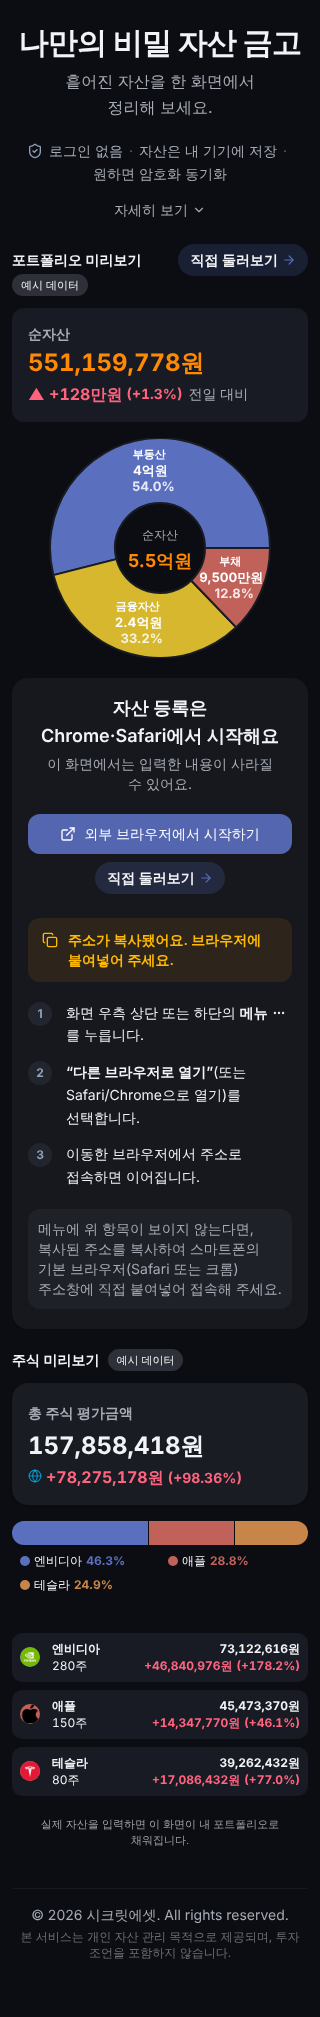 나만의 비밀 자산 금고
흩어진 자산을 한 화면에서
정리해 보세요.
로그인 없음 · 자산은 내 기기에 저장 ·
원하면 암호화 동기화
자세히 보기
포트폴리오 미리보기
직접 둘러보기 →
예시 데이터
순자산
551,159,778원
▲ +128만원 (+1.3%) 전일 대비
부동산
4억원
54.0%
순자산
5.5억원
부채
9,500만원
12.8%
금융자산
2.4억원
33.2%
자산 등록은
Chrome·Safari에서 시작해요
이 화면에서는 입력한 내용이 사라질
수 있어요.
외부 브라우저에서 시작하기
직접 둘러보기 →
주소가 복사됐어요. 브라우저에
붙여넣어 주세요.
1 화면 우측 상단 또는 하단의 메뉴 ⋯
를 누릅니다.
2 “다른 브라우저로 열기”(또는
Safari/Chrome으로 열기)를
선택합니다.
3 이동한 브라우저에서 주소로
접속하면 이어집니다.
메뉴에 위 항목이 보이지 않는다면,
복사된 주소를 복사하여 스마트폰의
기본 브라우저(Safari 또는 크롬)
주소창에 직접 붙여넣어 접속해 주세요.
주식 미리보기 예시 데이터
총 주식 평가금액
157,858,418원
+78,275,178원 (+98.36%)
엔비디아 46.3% 애플 28.8%
테슬라 24.9%
엔비디아 73,122,616원
280주 +46,840,976원 (+178.2%)
애플 45,473,370원
150주 +14,347,770원 (+46.1%)
테슬라 39,262,432원
80주 +17,086,432원 (+77.0%)
실제 자산을 입력하면 이 화면이 내 포트폴리오로
채워집니다.
© 2026 시크릿에셋. All rights reserved.
본 서비스는 개인 자산 관리 목적으로 제공되며, 투자
조언을 포함하지 않습니다.